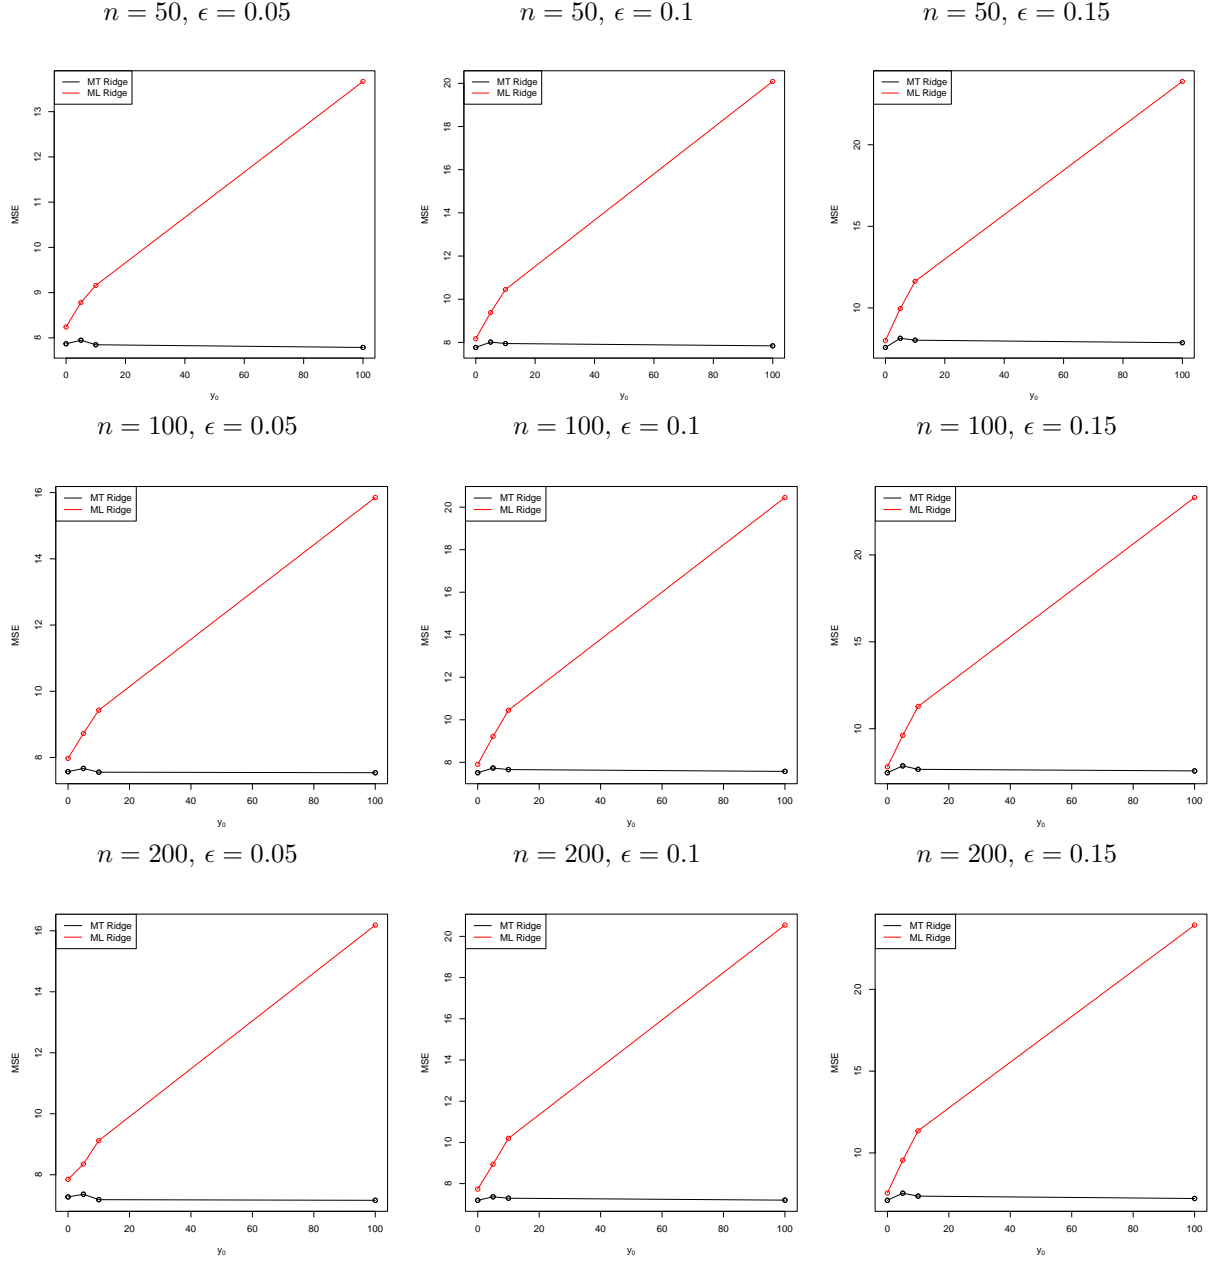 n = 50, ϵ = 0.05
MT Ridge
ML Ridge
MSE
8 9 10 11 12 13
0 20 40 60 80 100
y₀
n = 50, ϵ = 0.1
MT Ridge
ML Ridge
MSE
8 10 12 14 16 18 20
0 20 40 60 80 100
y₀
n = 50, ϵ = 0.15
MT Ridge
ML Ridge
MSE
10 15 20
0 20 40 60 80 100
y₀
n = 100, ϵ = 0.05
MT Ridge
ML Ridge
MSE
8 10 12 14 16
0 20 40 60 80 100
y₀
n = 100, ϵ = 0.1
MT Ridge
ML Ridge
MSE
8 10 12 14 16 18 20
0 20 40 60 80 100
y₀
n = 100, ϵ = 0.15
MT Ridge
ML Ridge
MSE
10 15 20
0 20 40 60 80 100
y₀
n = 200, ϵ = 0.05
MT Ridge
ML Ridge
MSE
8 10 12 14 16
0 20 40 60 80 100
y₀
n = 200, ϵ = 0.1
MT Ridge
ML Ridge
MSE
8 10 12 14 16 18 20
0 20 40 60 80 100
y₀
n = 200, ϵ = 0.15
MT Ridge
ML Ridge
MSE
10 15 20
0 20 40 60 80 100
y₀